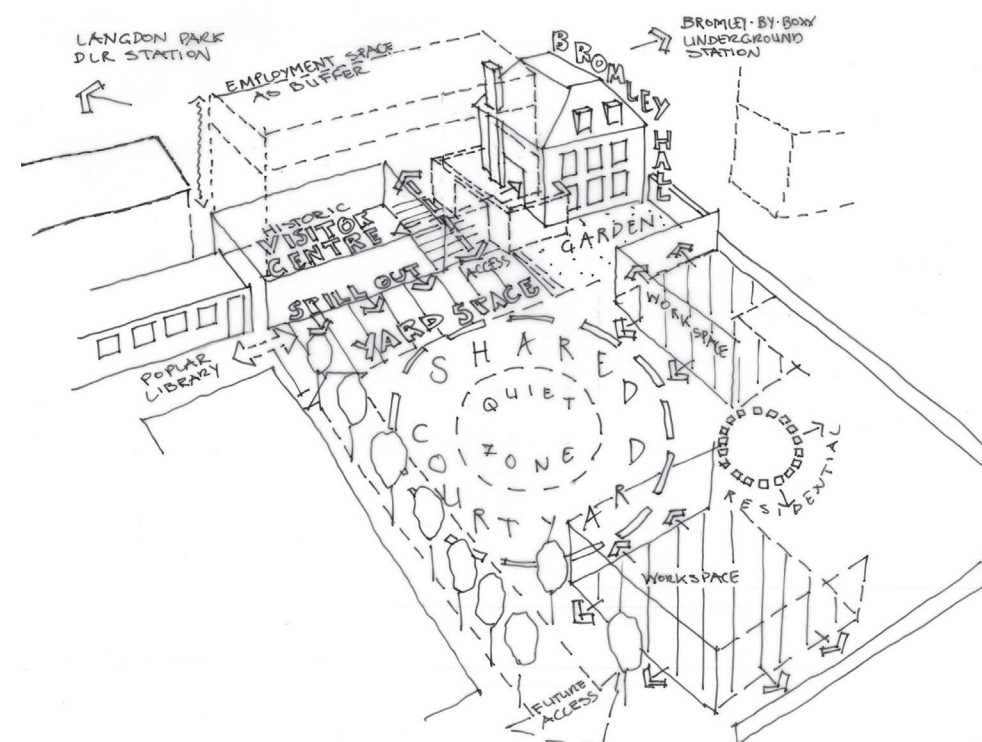 LANGDON PARK
DLR STATION
EMPLOYMENT SPACE
AS BUFFER
BROMLEY HALL
BROMLEY-BY-BOXX
UNDERGROUND
STATION
HISTORIC
VISITOR
CENTRE
GARDEN
ACCESS
SPILL OUT
YARD SPACE
WORKSPACE
POPLAR
LIBRARY
SHARED COURTYARD
QUIET
ZONE
RESIDENTIAL
WORKSPACE
FUTURE
ACCESS